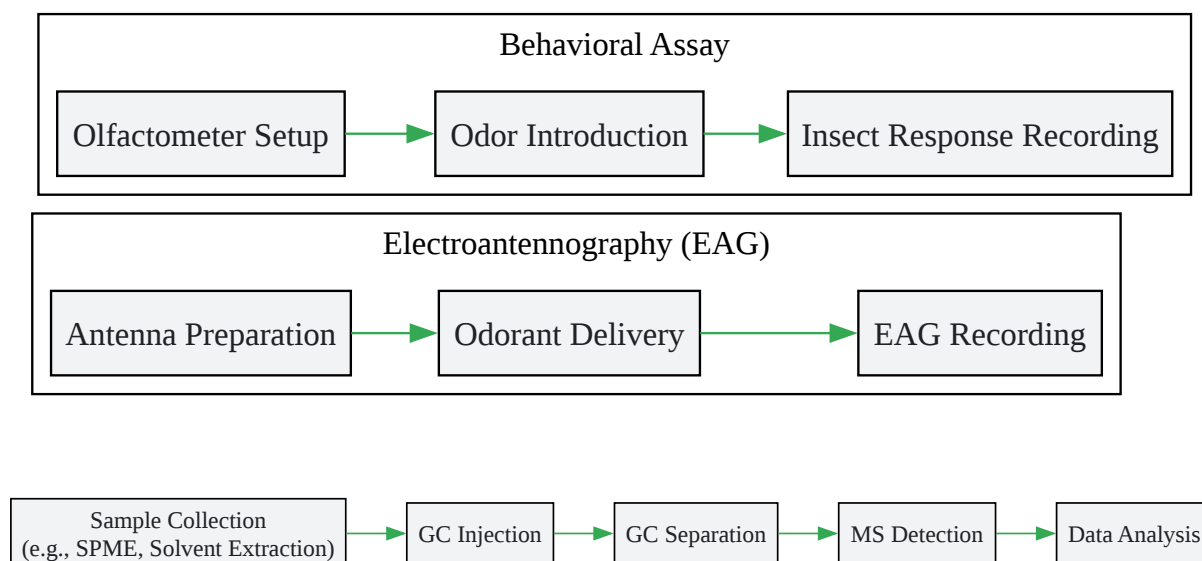 Behavioral Assay
Olfactometer Setup
Odor Introduction
Insect Response Recording
Electroantennography (EAG)
Antenna Preparation
Odorant Delivery
EAG Recording
Sample Collection
(e.g., SPME, Solvent Extraction)
GC Injection
GC Separation
MS Detection
Data Analysis